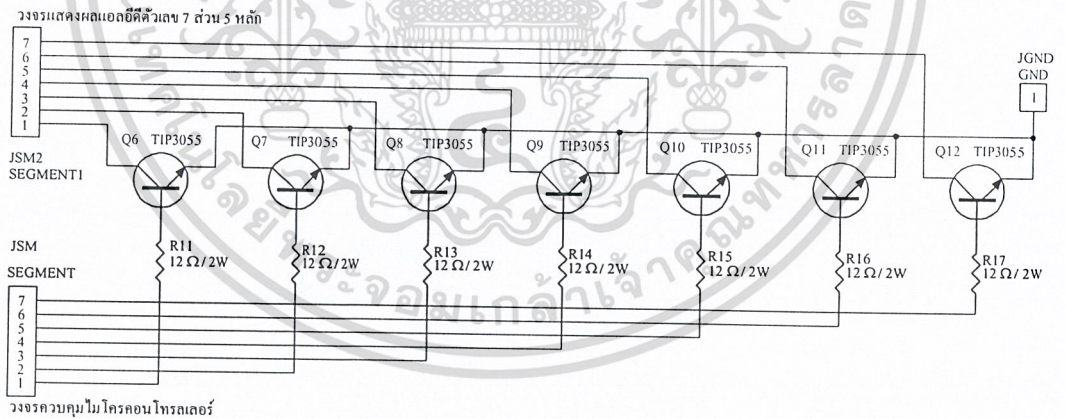 วงจรแสดงผลแอลอีดีตัวเลข 7 ส่วน 5 หลัก
7
6
5
4
3
2
1
JSM2
SEGMENT1
JGND
GND
1
Q6 TIP3055
Q7 TIP3055
Q8 TIP3055
Q9 TIP3055
Q10 TIP3055
Q11 TIP3055
Q12 TIP3055
R11
12 Ω/2W
R12
12 Ω/2W
R13
12 Ω/2W
R14
12 Ω/2W
R15
12 Ω/2W
R16
12 Ω/2W
R17
12 Ω/2W
JSM
SEGMENT
7
6
5
4
3
2
1
วงจรควบคุมไมโครคอนโทรลเลอร์